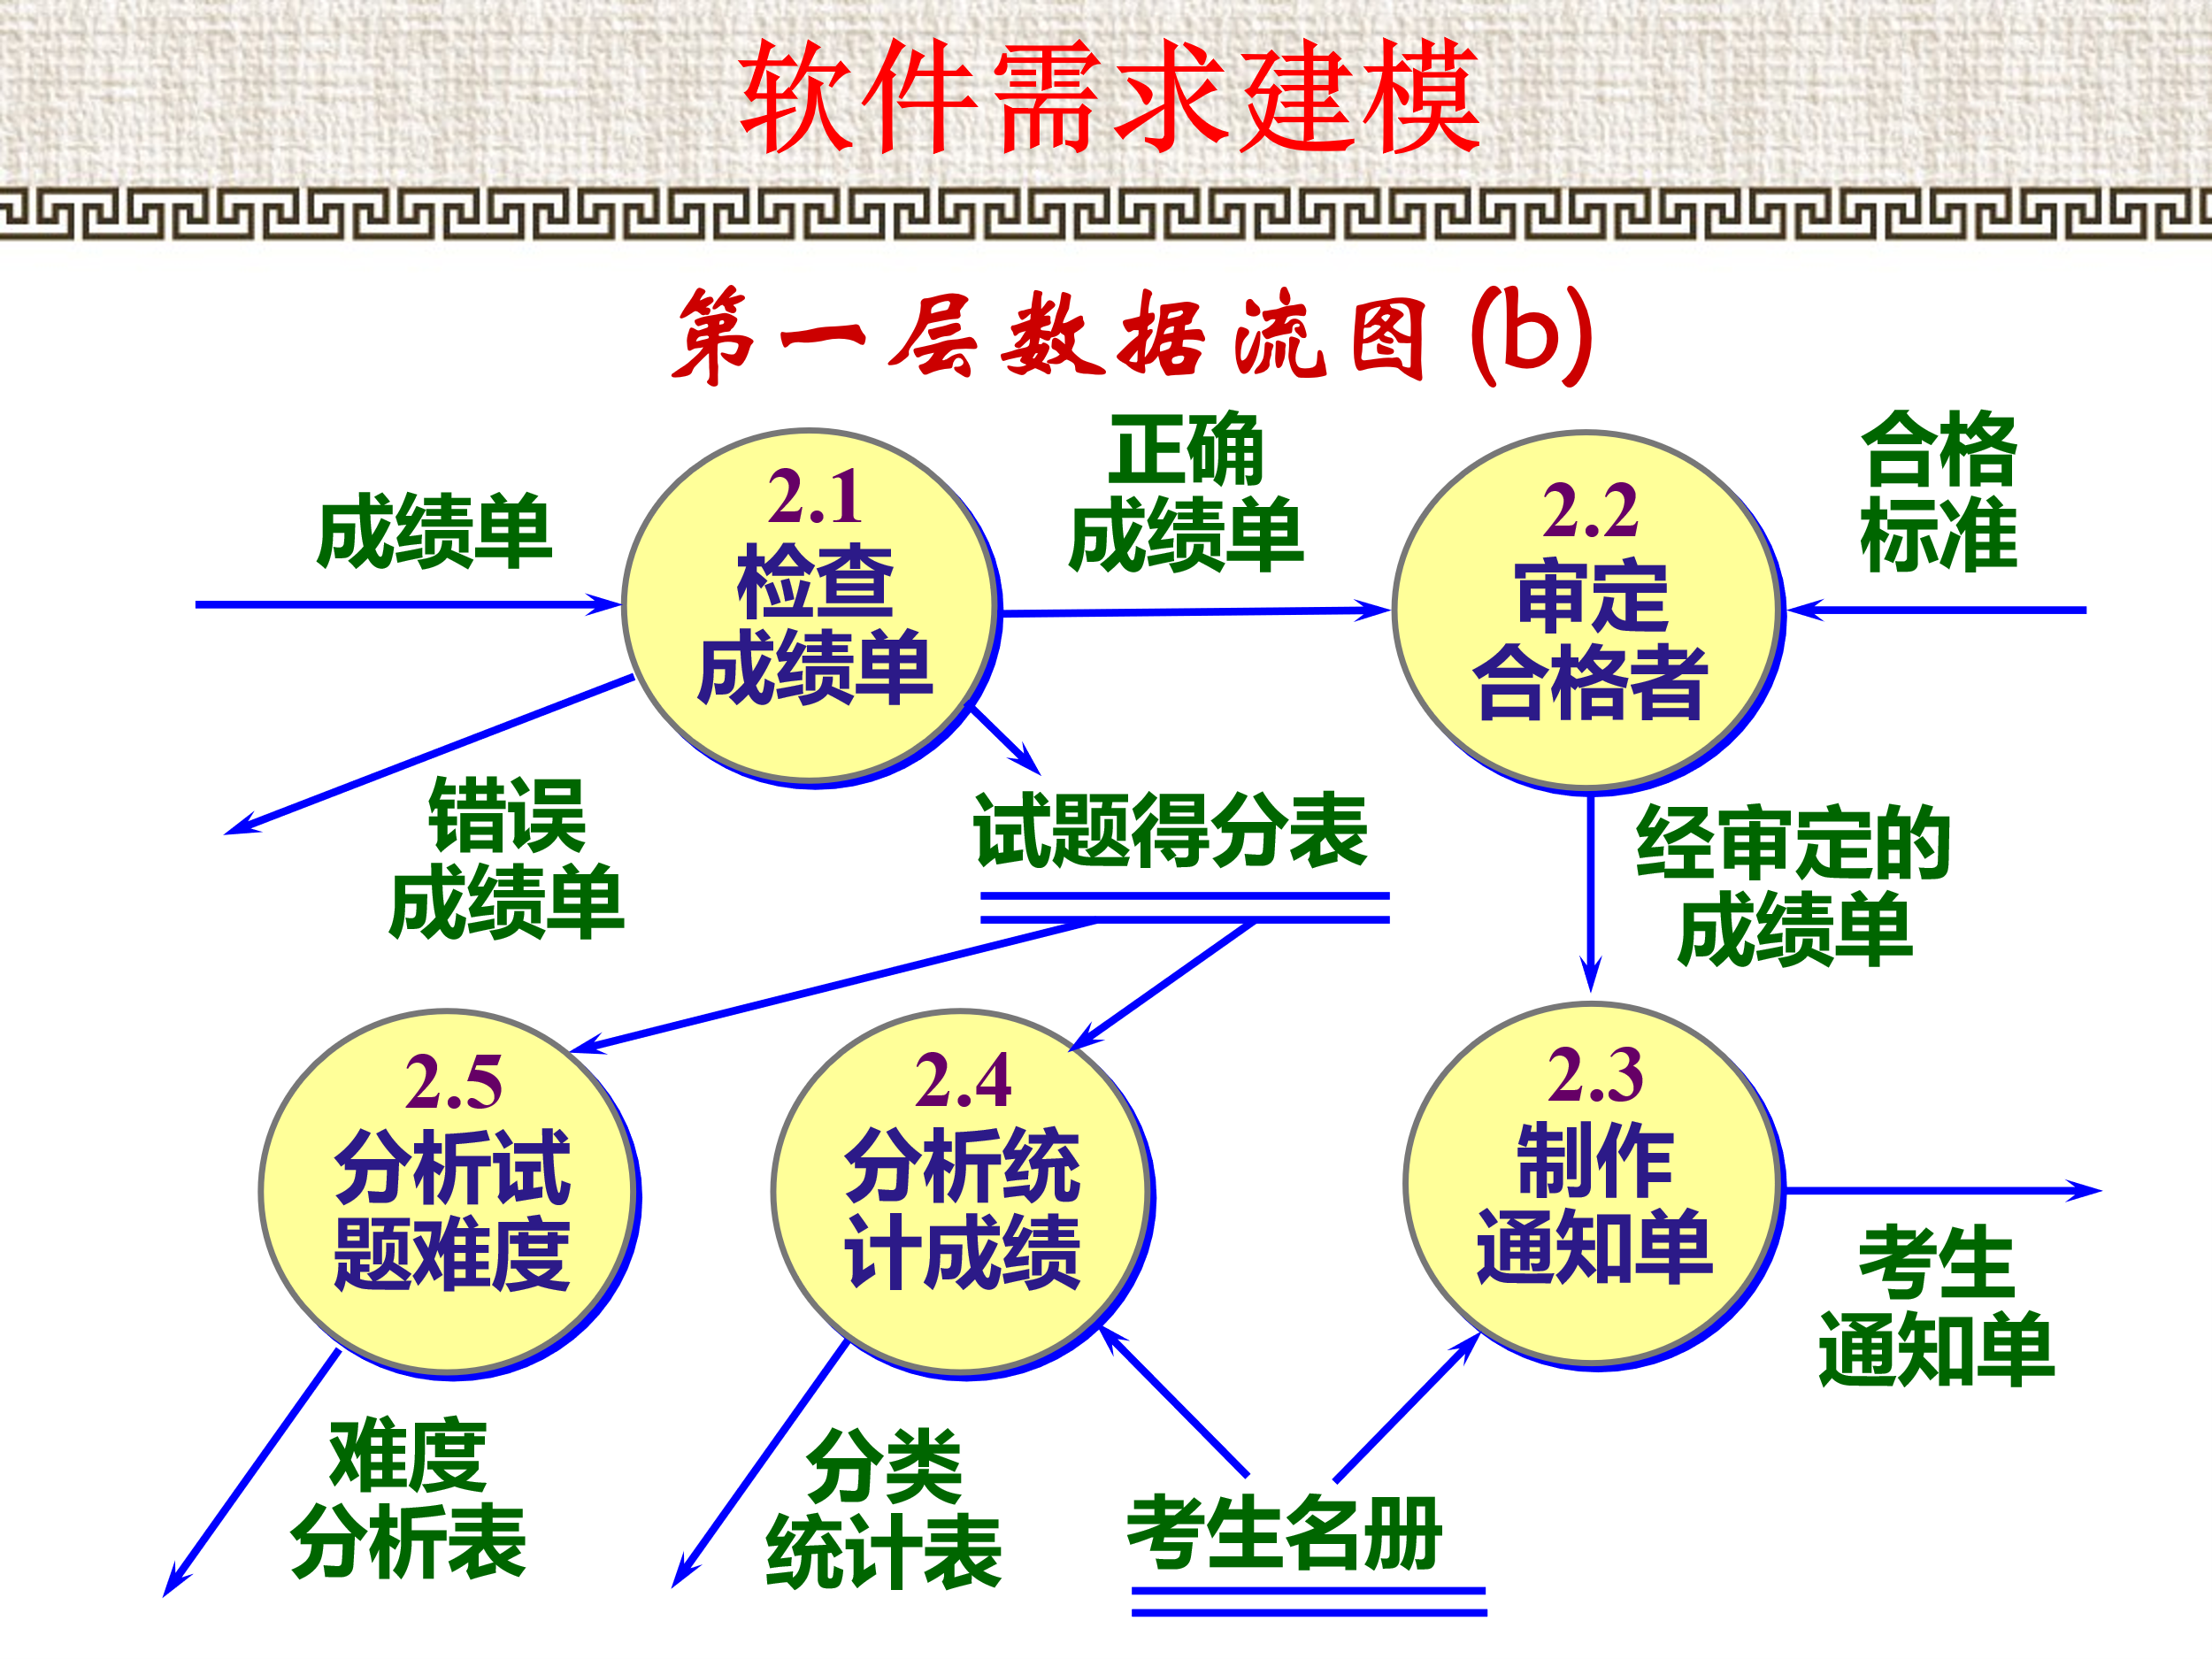 软件需求建模
第一层数据流图(b)
成绩单
2.1
检查
成绩单
正确
成绩单
2.2
审定
合格者
合格
标准
错误
成绩单
试题得分表
经审定的
成绩单
2.5
分析试
题难度
2.4
分析统
计成绩
2.3
制作
通知单
考生
通知单
难度
分析表
分类
统计表
考生名册